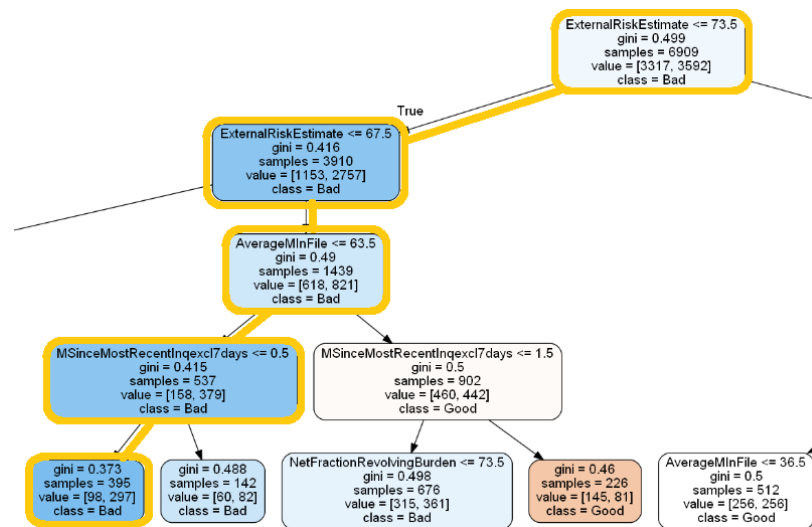 ExternalRiskEstimate <= 73.5
gini = 0.499
samples = 6909
value = [3317, 3592]
class = Bad
True
ExternalRiskEstimate <= 67.5
gini = 0.416
samples = 3910
value = [1153, 2757]
class = Bad
AverageMInFile <= 63.5
gini = 0.49
samples = 1439
value = [618, 821]
class = Bad
MSinceMostRecentInqexcl7days <= 0.5
gini = 0.415
samples = 537
value = [158, 379]
class = Bad
MSinceMostRecentInqexcl7days <= 1.5
gini = 0.5
samples = 902
value = [460, 442]
class = Good
gini = 0.373
samples = 395
value = [98, 297]
class = Bad
gini = 0.488
samples = 142
value = [60, 82]
class = Bad
NetFractionRevolvingBurden <= 73.5
gini = 0.498
samples = 676
value = [315, 361]
class = Bad
gini = 0.46
samples = 226
value = [145, 81]
class = Good
AverageMInFile <= 36.5
gini = 0.5
samples = 512
value = [256, 256]
class = Good